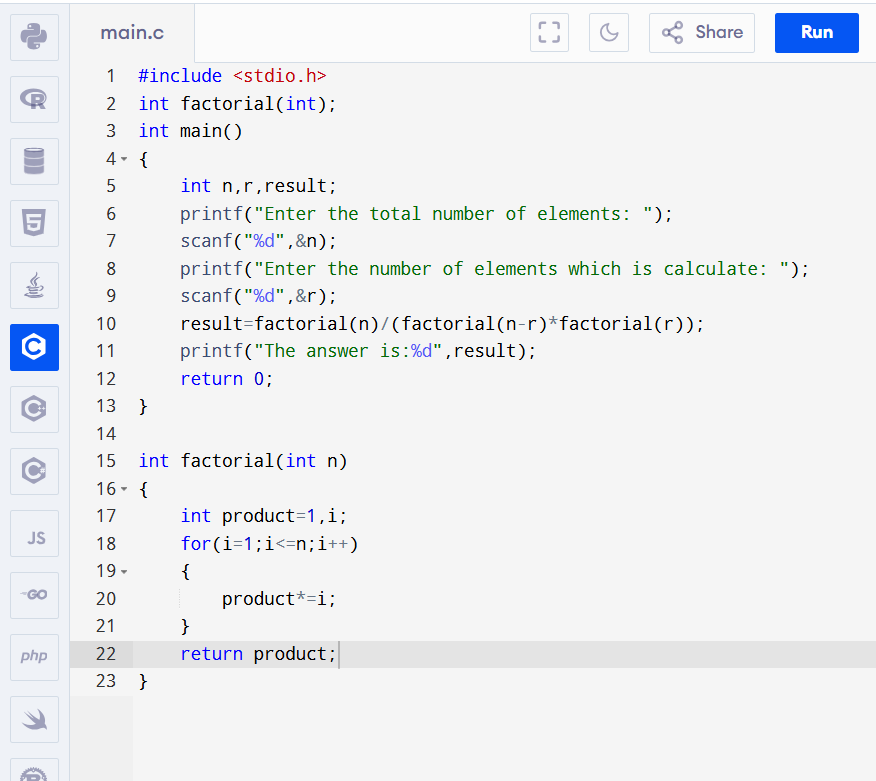 main.c
Share
Run
1 #include <stdio.h>
2 int factorial(int);
3 int main()
4 {
5     int n,r,result;
6     printf("Enter the total number of elements: ");
7     scanf("%d",&n);
8     printf("Enter the number of elements which is calculate: ");
9     scanf("%d",&r);
10     result=factorial(n)/(factorial(n-r)*factorial(r));
11     printf("The answer is:%d",result);
12     return 0;
13 }
14
15 int factorial(int n)
16 {
17     int product=1,i;
18     for(i=1;i<=n;i++)
19     {
20         product*=i;
21     }
22     return product;
23 }
R
5
C
C
C
JS
GO
php
R